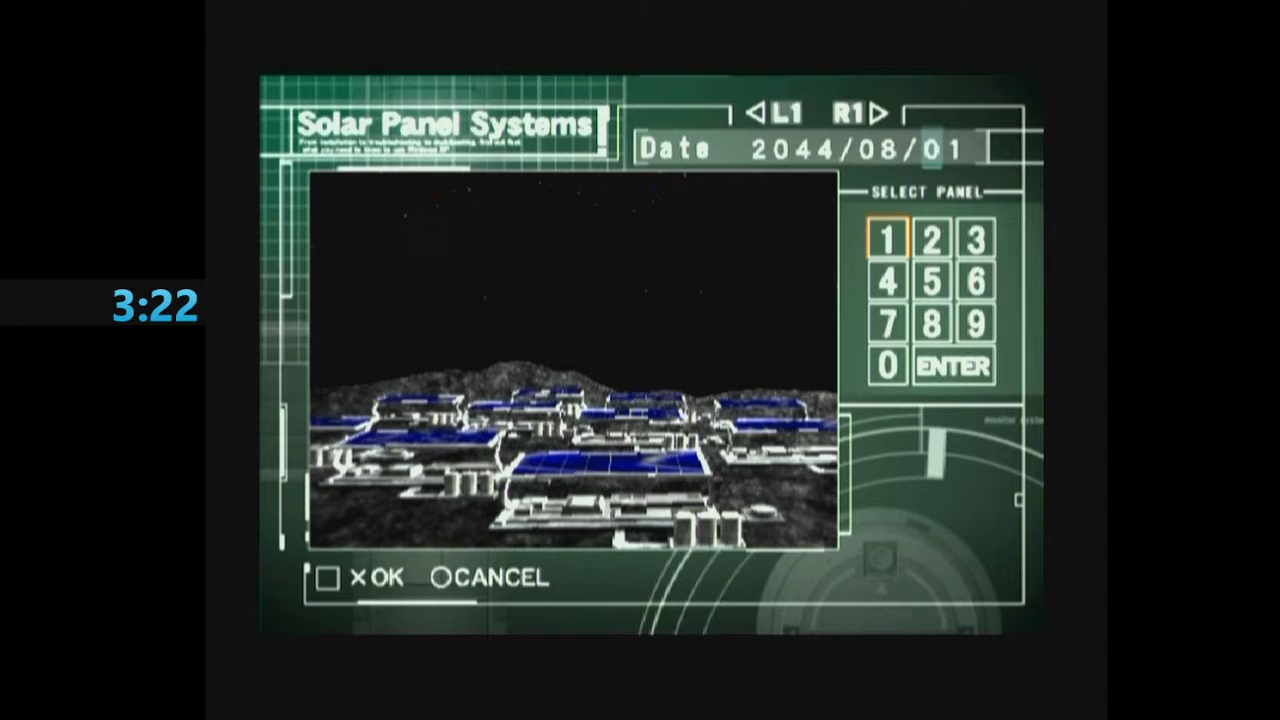 ◁L1 R1▷
Solar Panel Systems
Date 2044/08/01
SELECT PANEL
1 2 3
4 5 6
3:22
7 8 9
0 ENTER
□ ×OK ○CANCEL